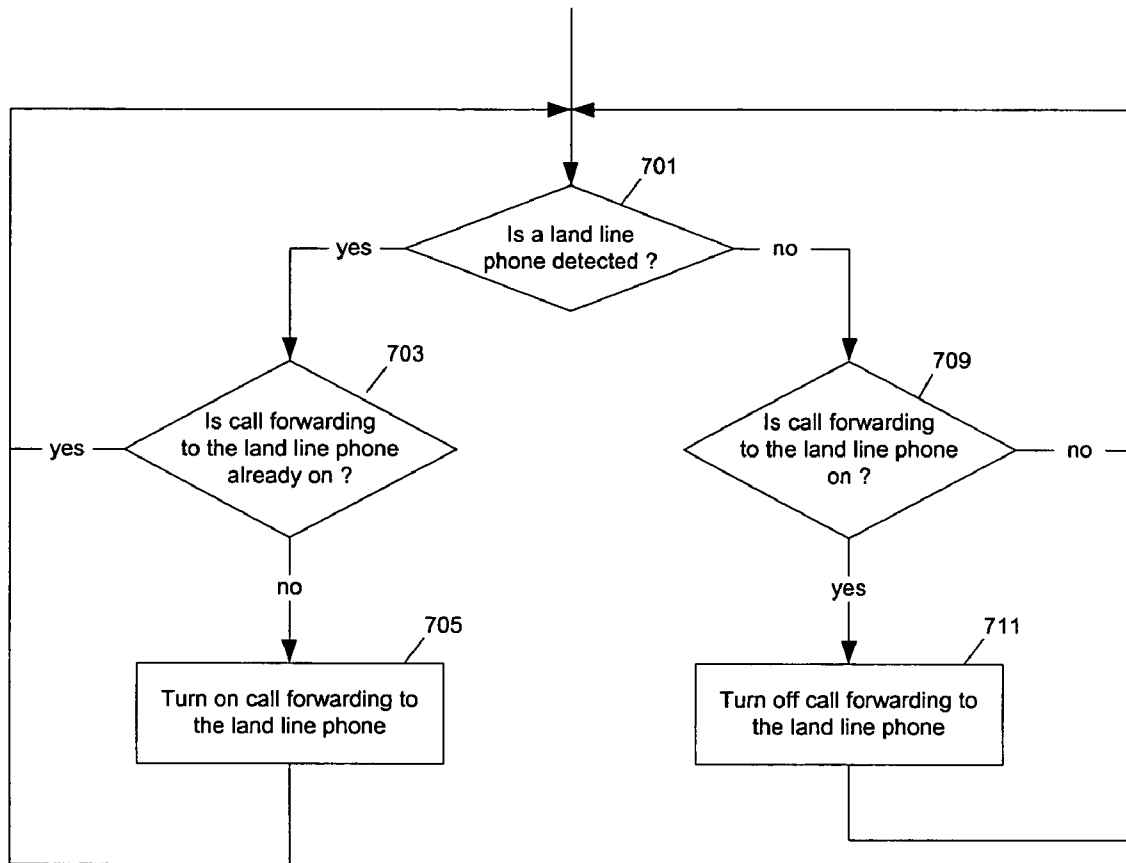 701
Is a land line
phone detected ?
yes
no
703
Is call forwarding
to the land line phone
already on ?
yes
709
Is call forwarding
to the land line phone
on ?
no
no
yes
705
Turn on call forwarding to
the land line phone
711
Turn off call forwarding to
the land line phone